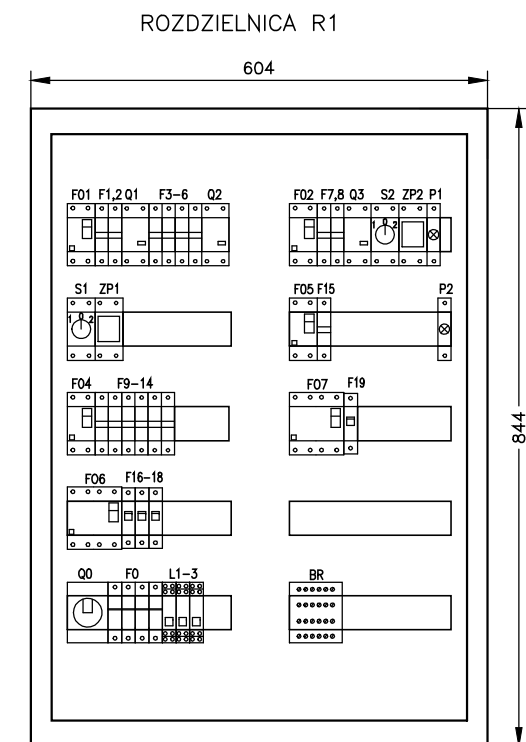 ROZDZIELNICA R1
604
F01 F1,2 Q1 F3-6 Q2 F02 F7,8 Q3 S2 ZP2 P1
1 0 2
S1 ZP1 F05 F15 P2
1 0 2
F04 F9-14 F07 F19
844
F06 F16-18
Q0 F0 L1-3 BR